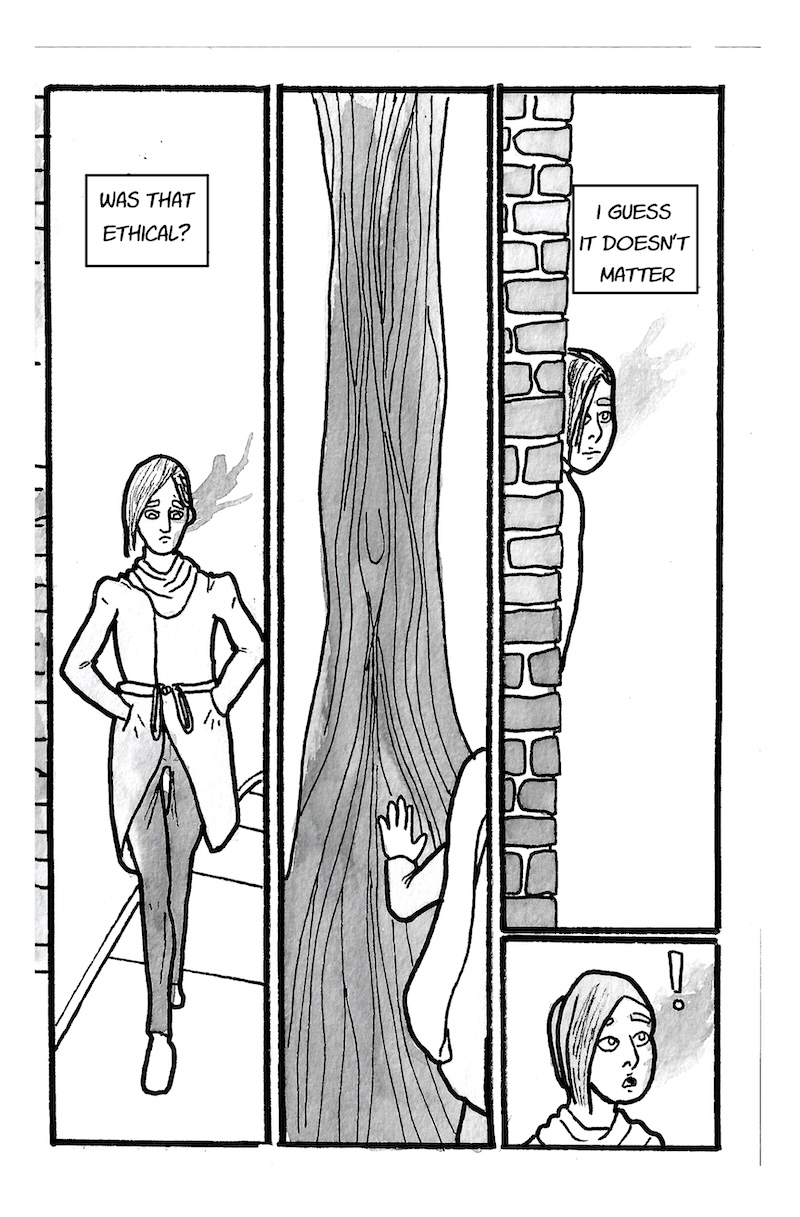 WAS THAT
ETHICAL?
I GUESS
IT DOESN'T
MATTER
!